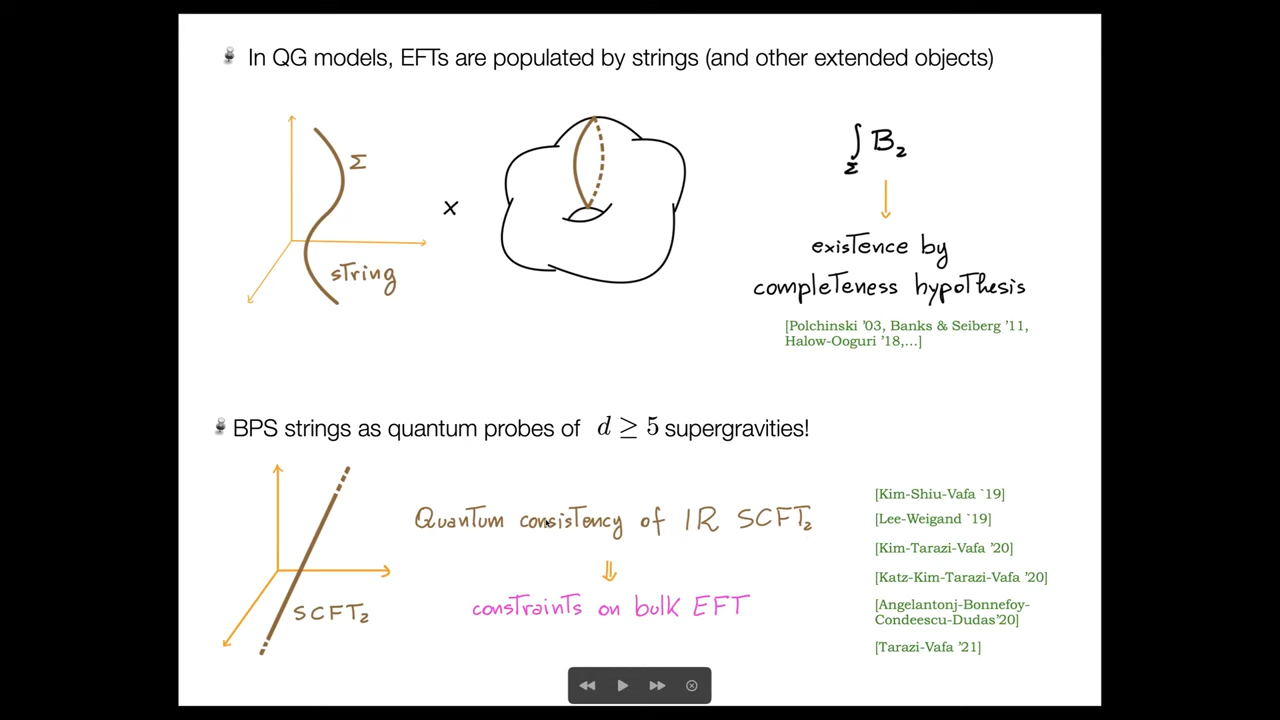 In QG models, EFTs are populated by strings (and other extended objects)
Σ
string
x
∫_Σ B₂
existence by
completeness hypothesis
[Polchinski '03, Banks & Seiberg '11,
Halow-Ooguri '18,...]
BPS strings as quantum probes of d ≥ 5 supergravities!
SCFT₂
Quantum consistency of IR SCFT₂
⇓
constraints on bulk EFT
[Kim-Shiu-Vafa `19]
[Lee-Weigand `19]
[Kim-Tarazi-Vafa '20]
[Katz-Kim-Tarazi-Vafa '20]
[Angelantonj-Bonnefoy-
Condeescu-Dudas'20]
[Tarazi-Vafa '21]